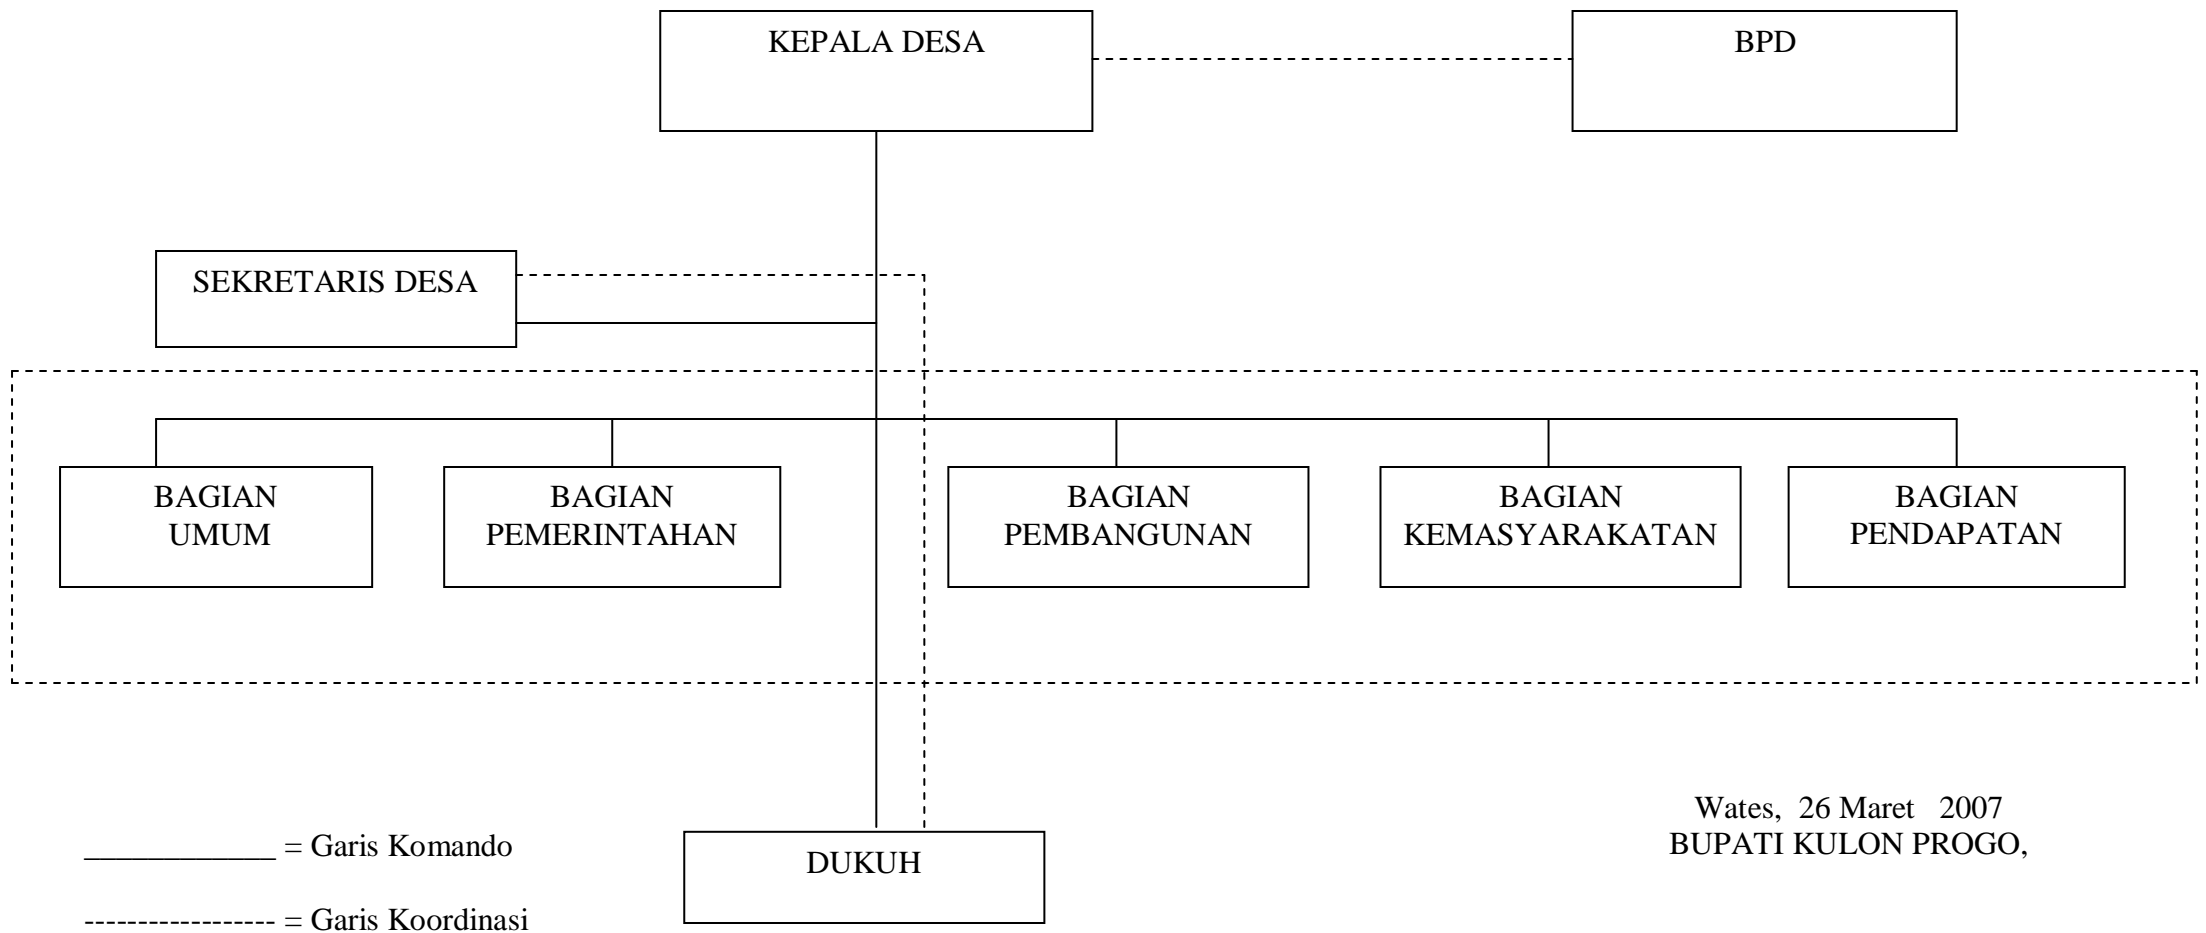 KEPALA DESA
BPD
SEKRETARIS DESA
BAGIAN
UMUM
BAGIAN
PEMERINTAHAN
BAGIAN
PEMBANGUNAN
BAGIAN
KEMASYARAKATAN
BAGIAN
PENDAPATAN
Wates, 26 Maret 2007
BUPATI KULON PROGO,
____________ = Garis Komando
DUKUH
------------------ = Garis Koordinasi